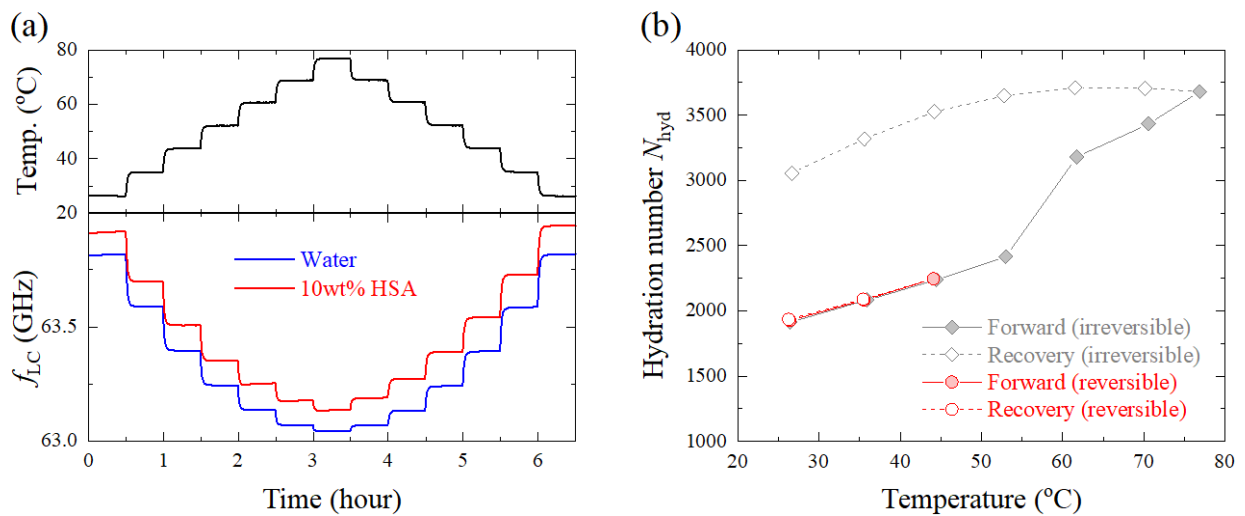 (a)
Temp. (°C)
80
60
40
20
Water
10wt% HSA
f_LC (GHz)
63.5
63.0
0 1 2 3 4 5 6
Time (hour)
(b)
Hydration number N_hyd
4000
3500
3000
2500
2000
1500
1000
Forward (irreversible)
Recovery (irreversible)
Forward (reversible)
Recovery (reversible)
20 30 40 50 60 70 80
Temperature (°C)